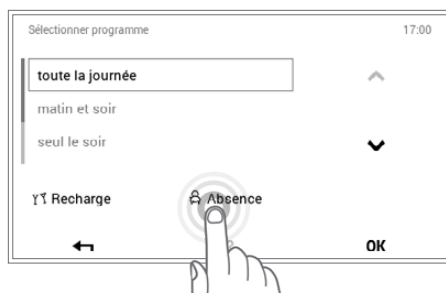 Sélectionner programme 17:00
toute la journée
matin et soir
seul le soir
Recharge Absence
OK